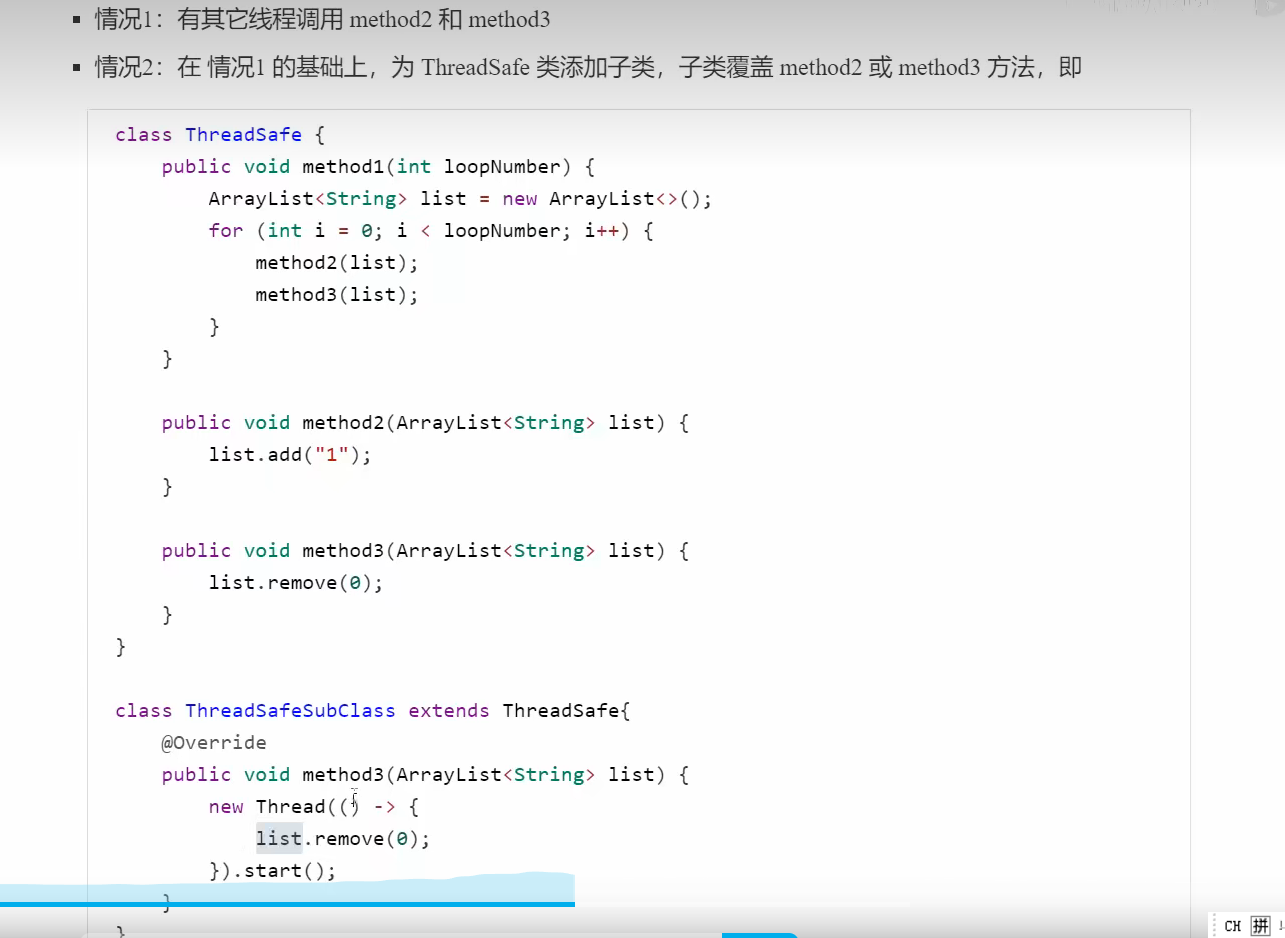 情况1：有其它线程调用 method2 和 method3
情况2：在 情况1 的基础上，为 ThreadSafe 类添加子类，子类覆盖 method2 或 method3 方法，即
class ThreadSafe {
    public void method1(int loopNumber) {
        ArrayList<String> list = new ArrayList<>();
        for (int i = 0; i < loopNumber; i++) {
            method2(list);
            method3(list);
        }
    }

    public void method2(ArrayList<String> list) {
        list.add("1");
    }

    public void method3(ArrayList<String> list) {
        list.remove(0);
    }
}

class ThreadSafeSubClass extends ThreadSafe{
    @Override
    public void method3(ArrayList<String> list) {
        new Thread(() -> {
            list.remove(0);
        }).start();
    }
}
CH 拼